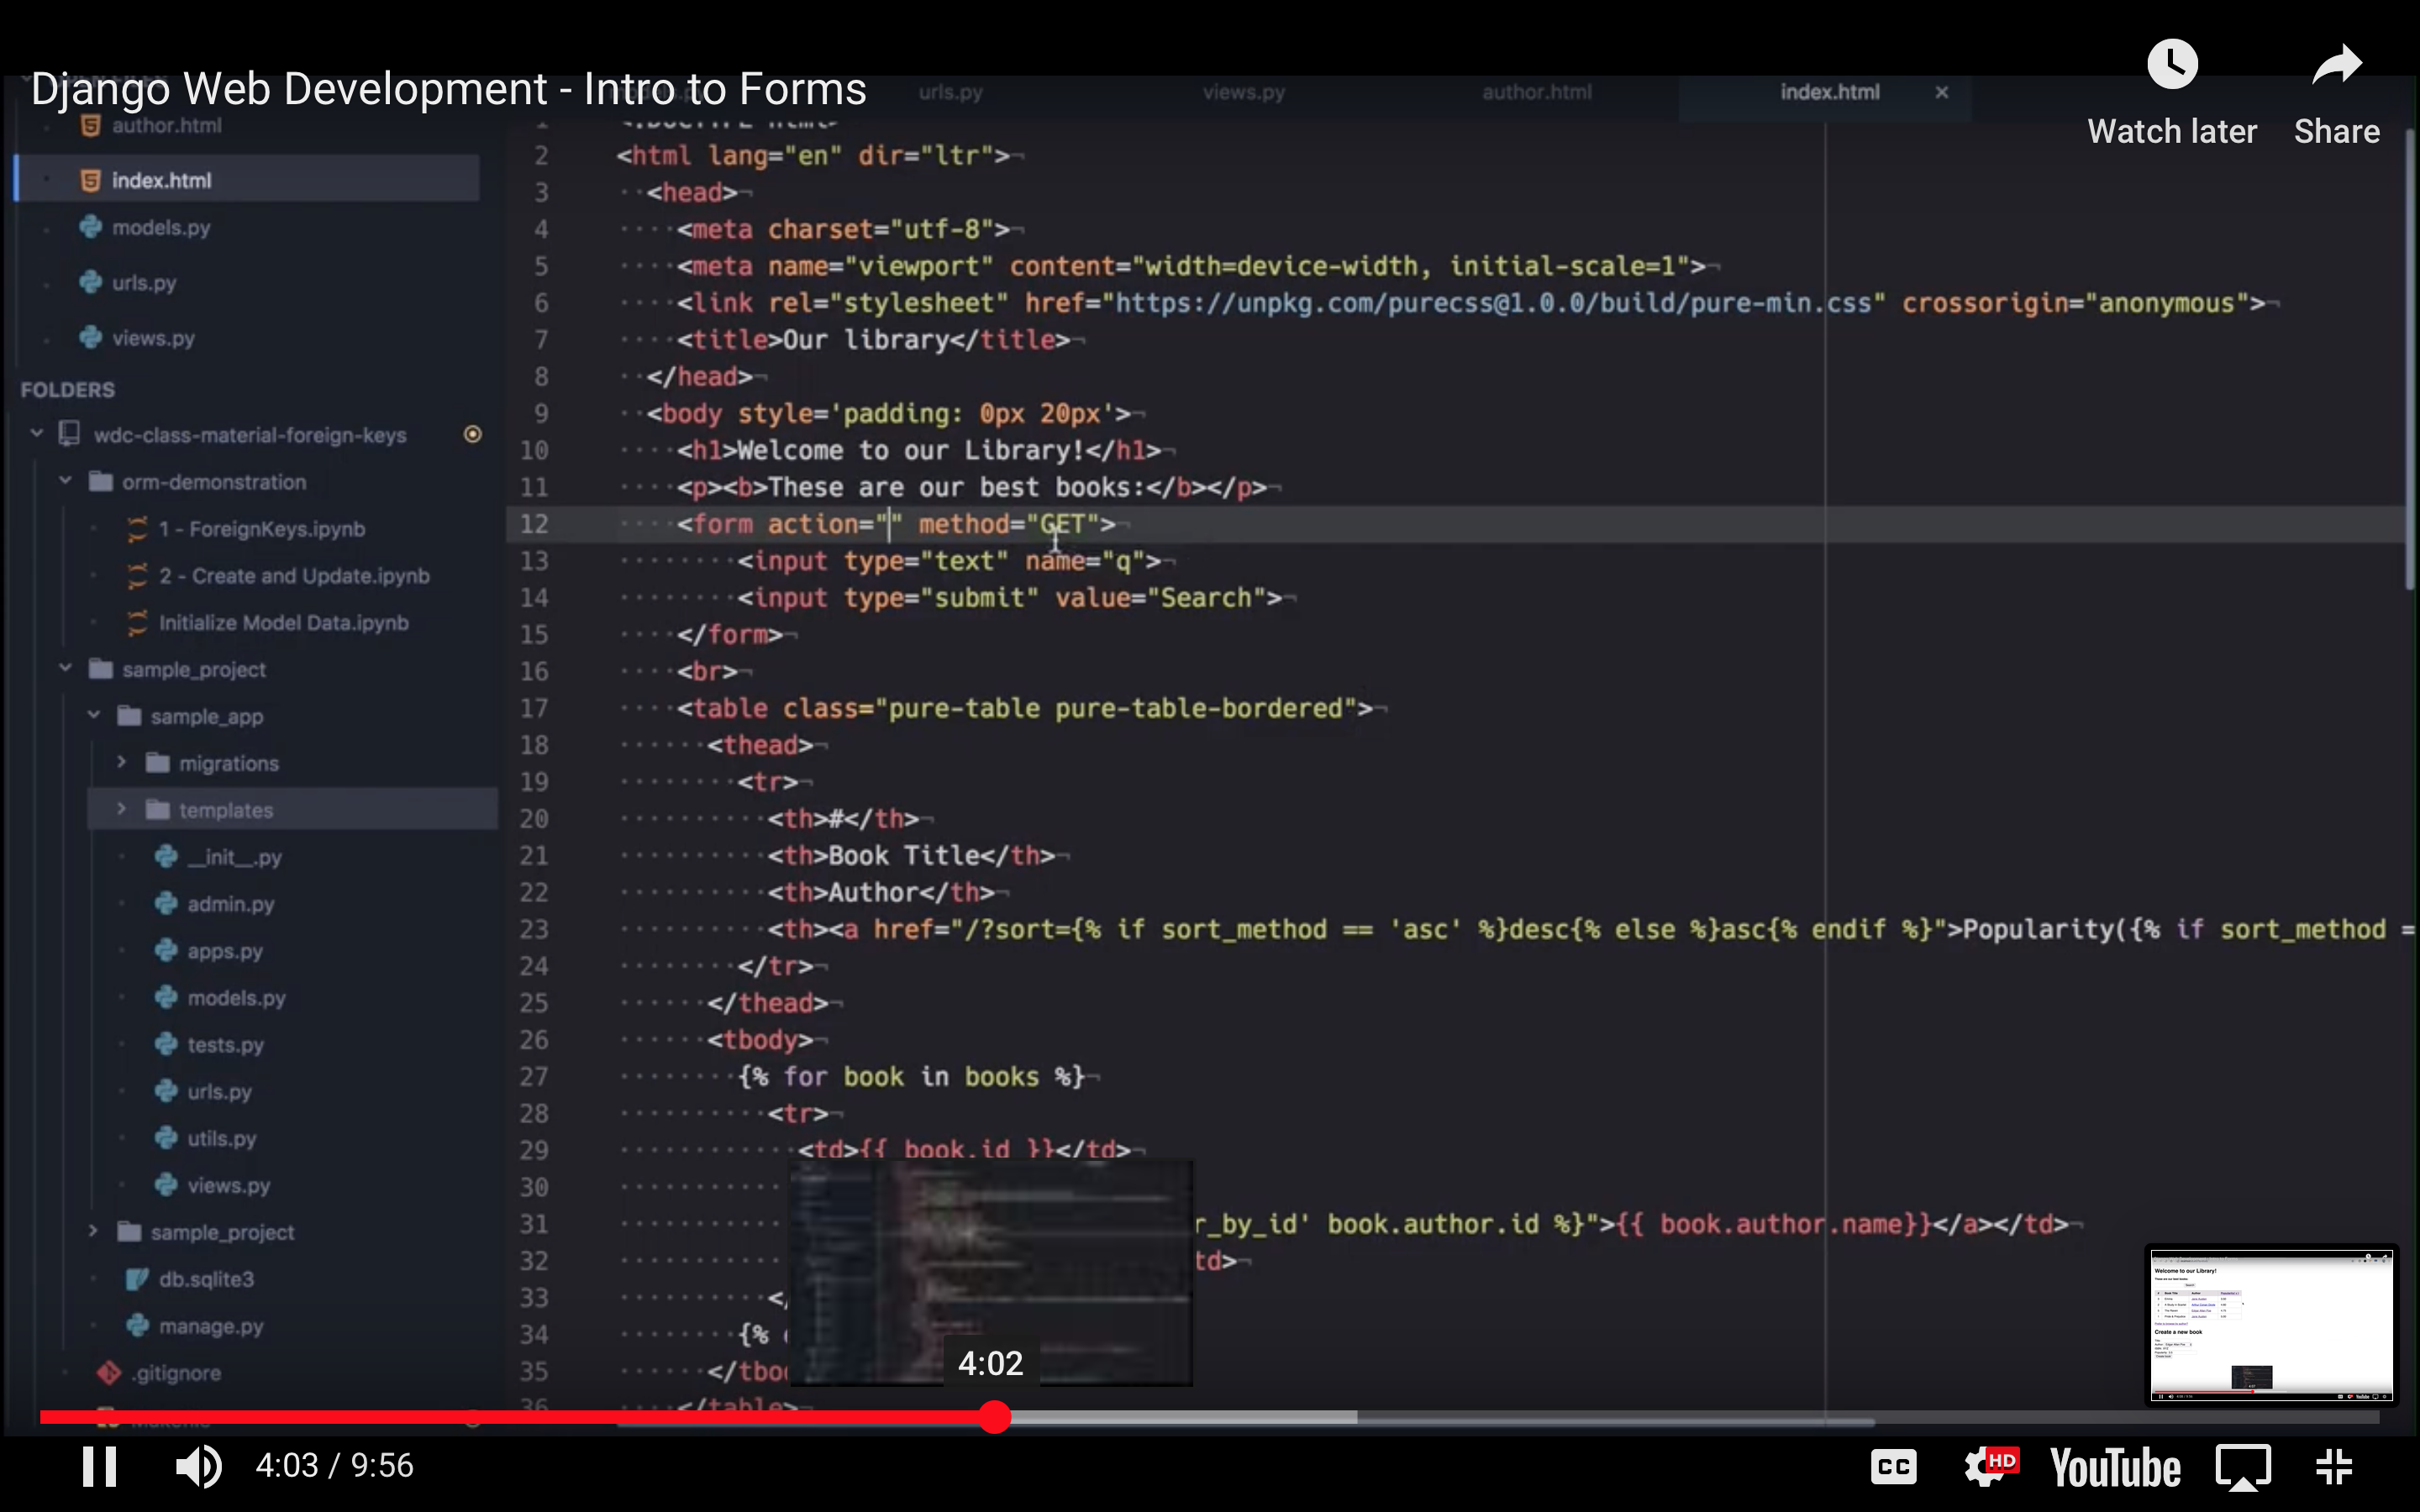 Django Web Development - Intro to Forms
Watch later
Share
urls.py
views.py
author.html
index.html
author.html
index.html
models.py
urls.py
views.py
FOLDERS
wdc-class-material-foreign-keys
orm-demonstration
1 - ForeignKeys.ipynb
2 - Create and Update.ipynb
Initialize Model Data.ipynb
sample_project
sample_app
migrations
templates
__init__.py
admin.py
apps.py
models.py
tests.py
urls.py
utils.py
views.py
sample_project
db.sqlite3
manage.py
.gitignore
1 <!DOCTYPE html>
2 <html lang="en" dir="ltr">
3 <head>
4 <meta charset="utf-8">
5 <meta name="viewport" content="width=device-width, initial-scale=1">
6 <link rel="stylesheet" href="https://unpkg.com/purecss@1.0.0/build/pure-min.css" crossorigin="anonymous">
7 <title>Our library</title>
8 </head>
9 <body style='padding: 0px 20px'>
10 <h1>Welcome to our Library!</h1>
11 <p><b>These are our best books:</b></p>
12 <form action="" method="GET">
13 <input type="text" name="q">
14 <input type="submit" value="Search">
15 </form>
16 <br>
17 <table class="pure-table pure-table-bordered">
18 <thead>
19 <tr>
20 <th>#</th>
21 <th>Book Title</th>
22 <th>Author</th>
23 <th><a href="/?sort={% if sort_method == 'asc' %}desc{% else %}asc{% endif %}">Popularity({% if sort_method =
24 </tr>
25 </thead>
26 <tbody>
27 {% for book in books %}
28 <tr>
29 <td>{{ book.id }}</td>
30
31 r_by_id' book.author.id %}">{{ book.author.name}}</a></td>
32 td>
33 </
34 {%
35 </tbo
36 </table>
Welcome to our Library!
Create a new book
4:02
4:03 / 9:56
CC
HD
YouTube